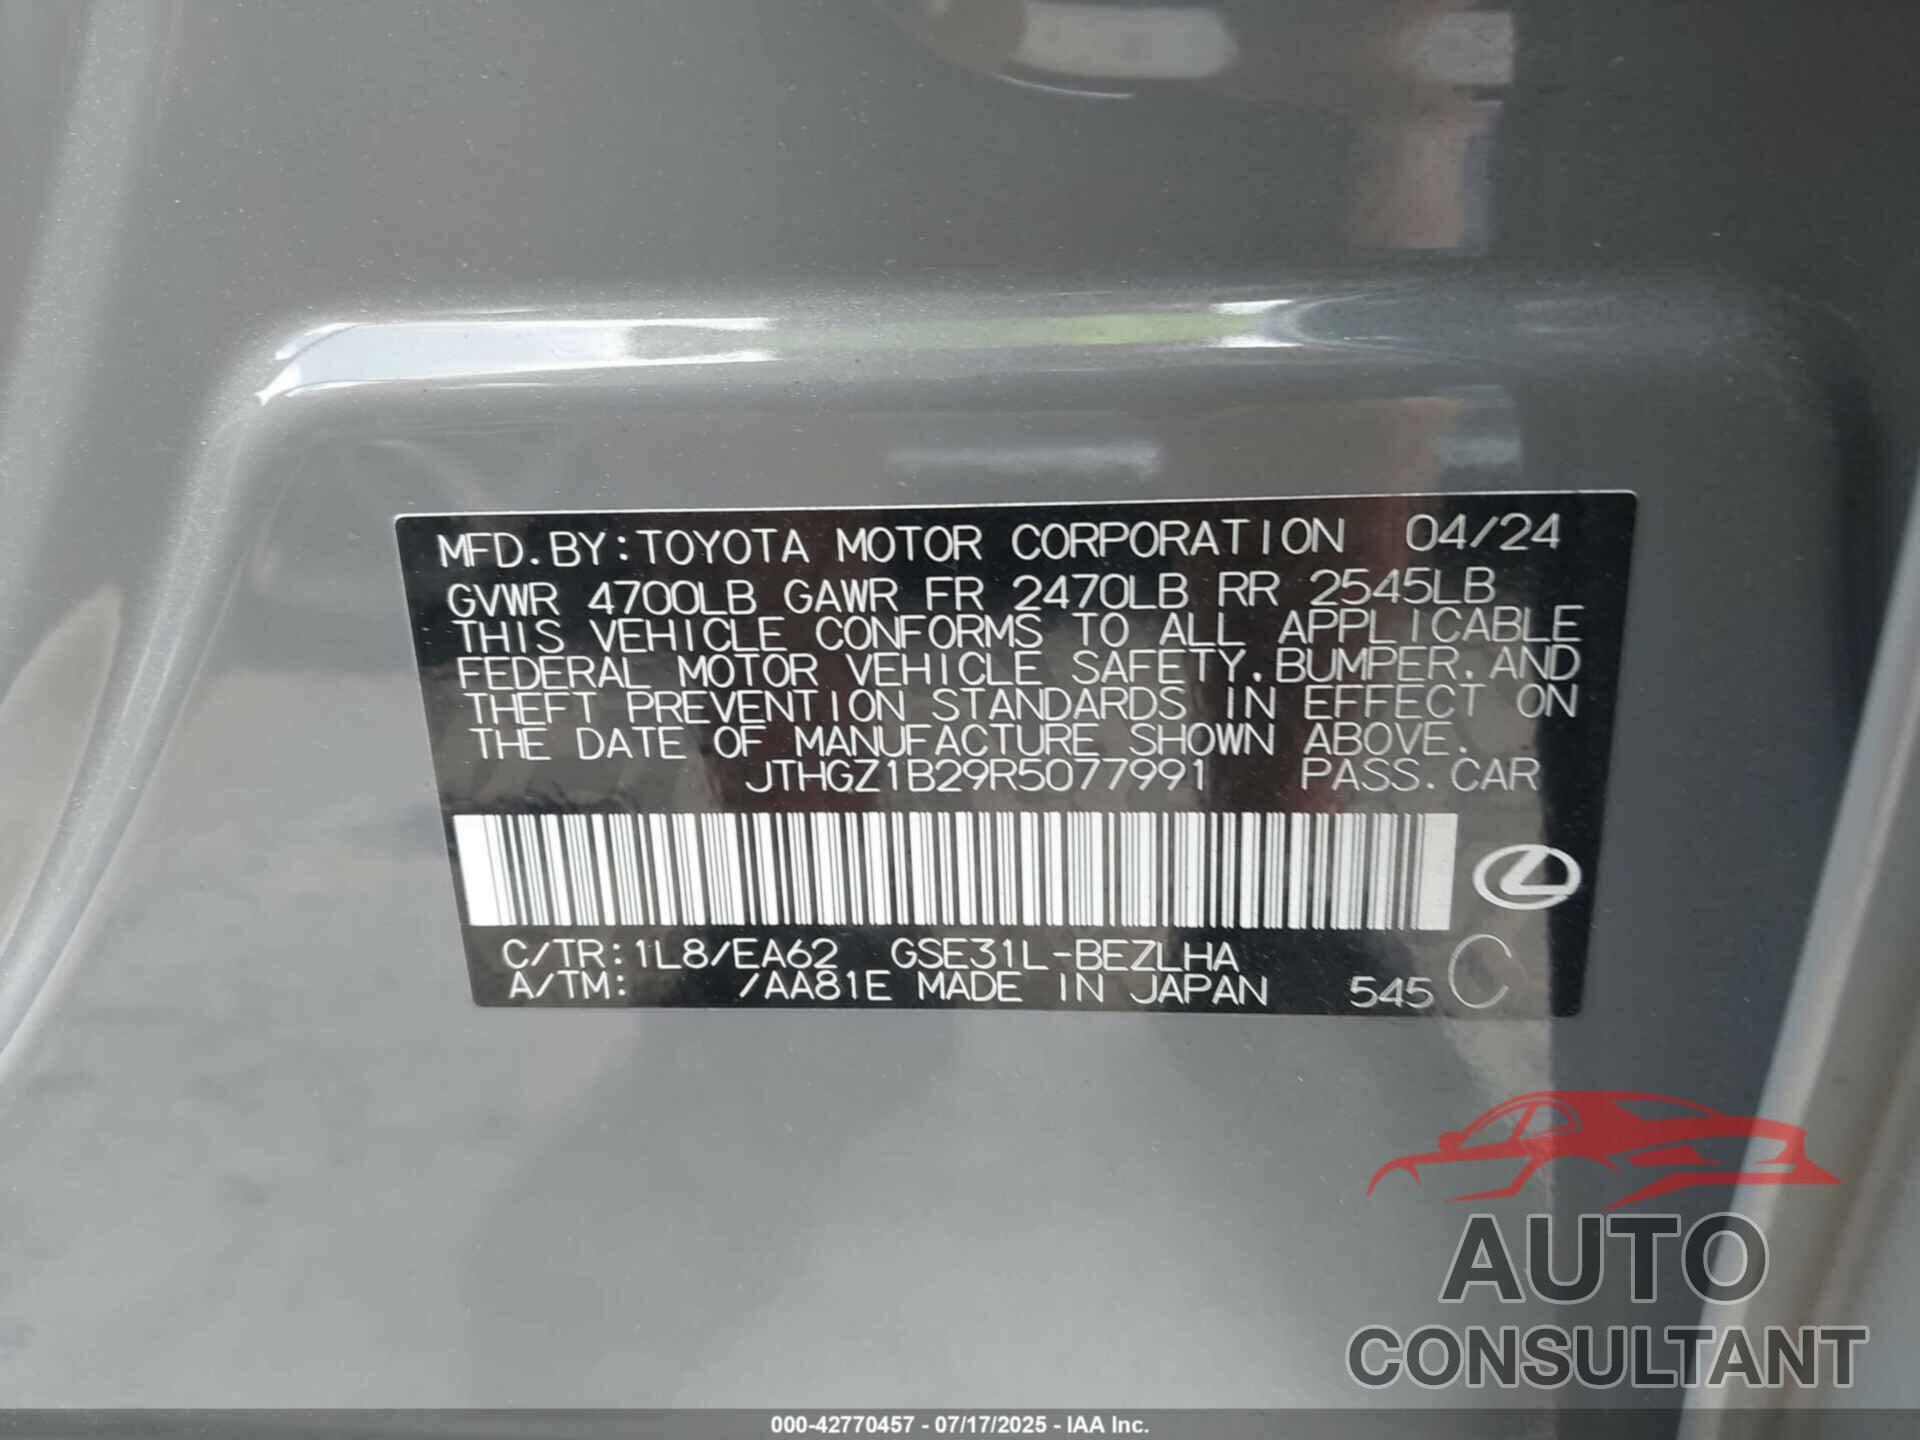 MFD.BY:TOYOTA MOTOR CORPORATION 04/24
GVWR 4700LB GAWR FR 2470LB RR 2545LB
THIS VEHICLE CONFORMS TO ALL APPLICABLE
FEDERAL MOTOR VEHICLE SAFETY,BUMPER,AND
THEFT PREVENTION STANDARDS IN EFFECT ON
THE DATE OF MANUFACTURE SHOWN ABOVE.
JTHGZ1B29R5077991 PASS.CAR
C/TR:1L8/EA62 GSE31L-BEZLHA
A/TM: /AA81E MADE IN JAPAN 545 C
AUTO
CONSULTANT
000-42770457 - 07/17/2025 - IAA Inc.